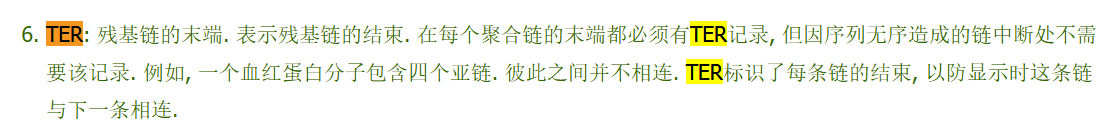 6. TER: 残基链的末端. 表示残基链的结束. 在每个聚合链的末端都必须有TER记录, 但因序列无序造成的链中断处不需
要该记录. 例如, 一个血红蛋白分子包含四个亚链. 彼此之间并不相连. TER标识了每条链的结束, 以防显示时这条链
与下一条相连.